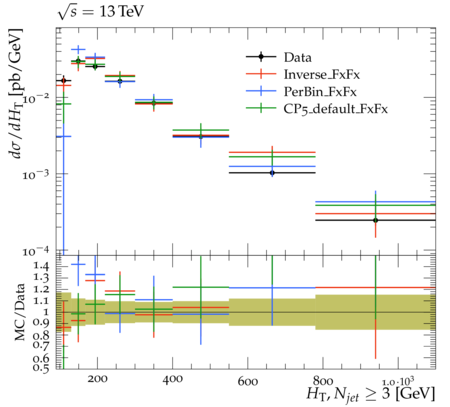 √s = 13 TeV
dσ/dH_T [pb/GeV]
10⁻²
10⁻³
10⁻⁴
Data
Inverse_FxFx
PerBin_FxFx
CP5_default_FxFx
MC/Data
1.4
1.3
1.2
1.1
1
0.9
0.8
0.7
0.6
0.5
200 400 600 800 1.0·10³
H_T, N_jet ≥ 3 [GeV]